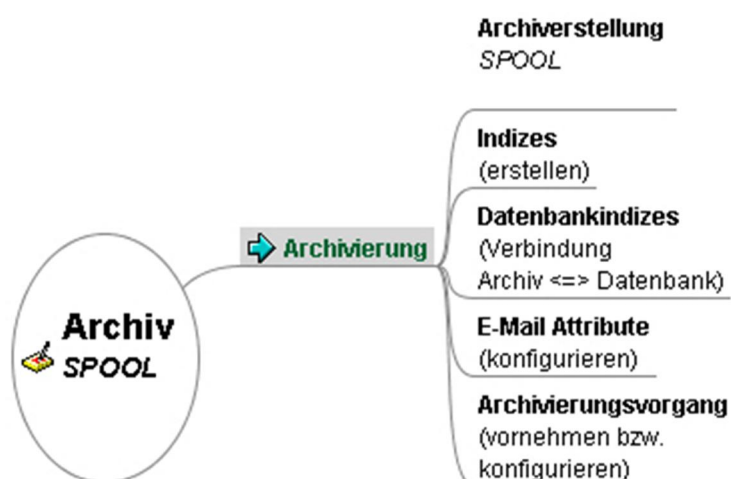 Archiverstellung
SPOOL
Indizes
(erstellen)
Datenbankindizes
(Verbindung
Archiv <=> Datenbank)
Archivierung
E-Mail Attribute
(konfigurieren)
Archiv
SPOOL
Archivierungsvorgang
(vornehmen bzw.
konfigurieren)